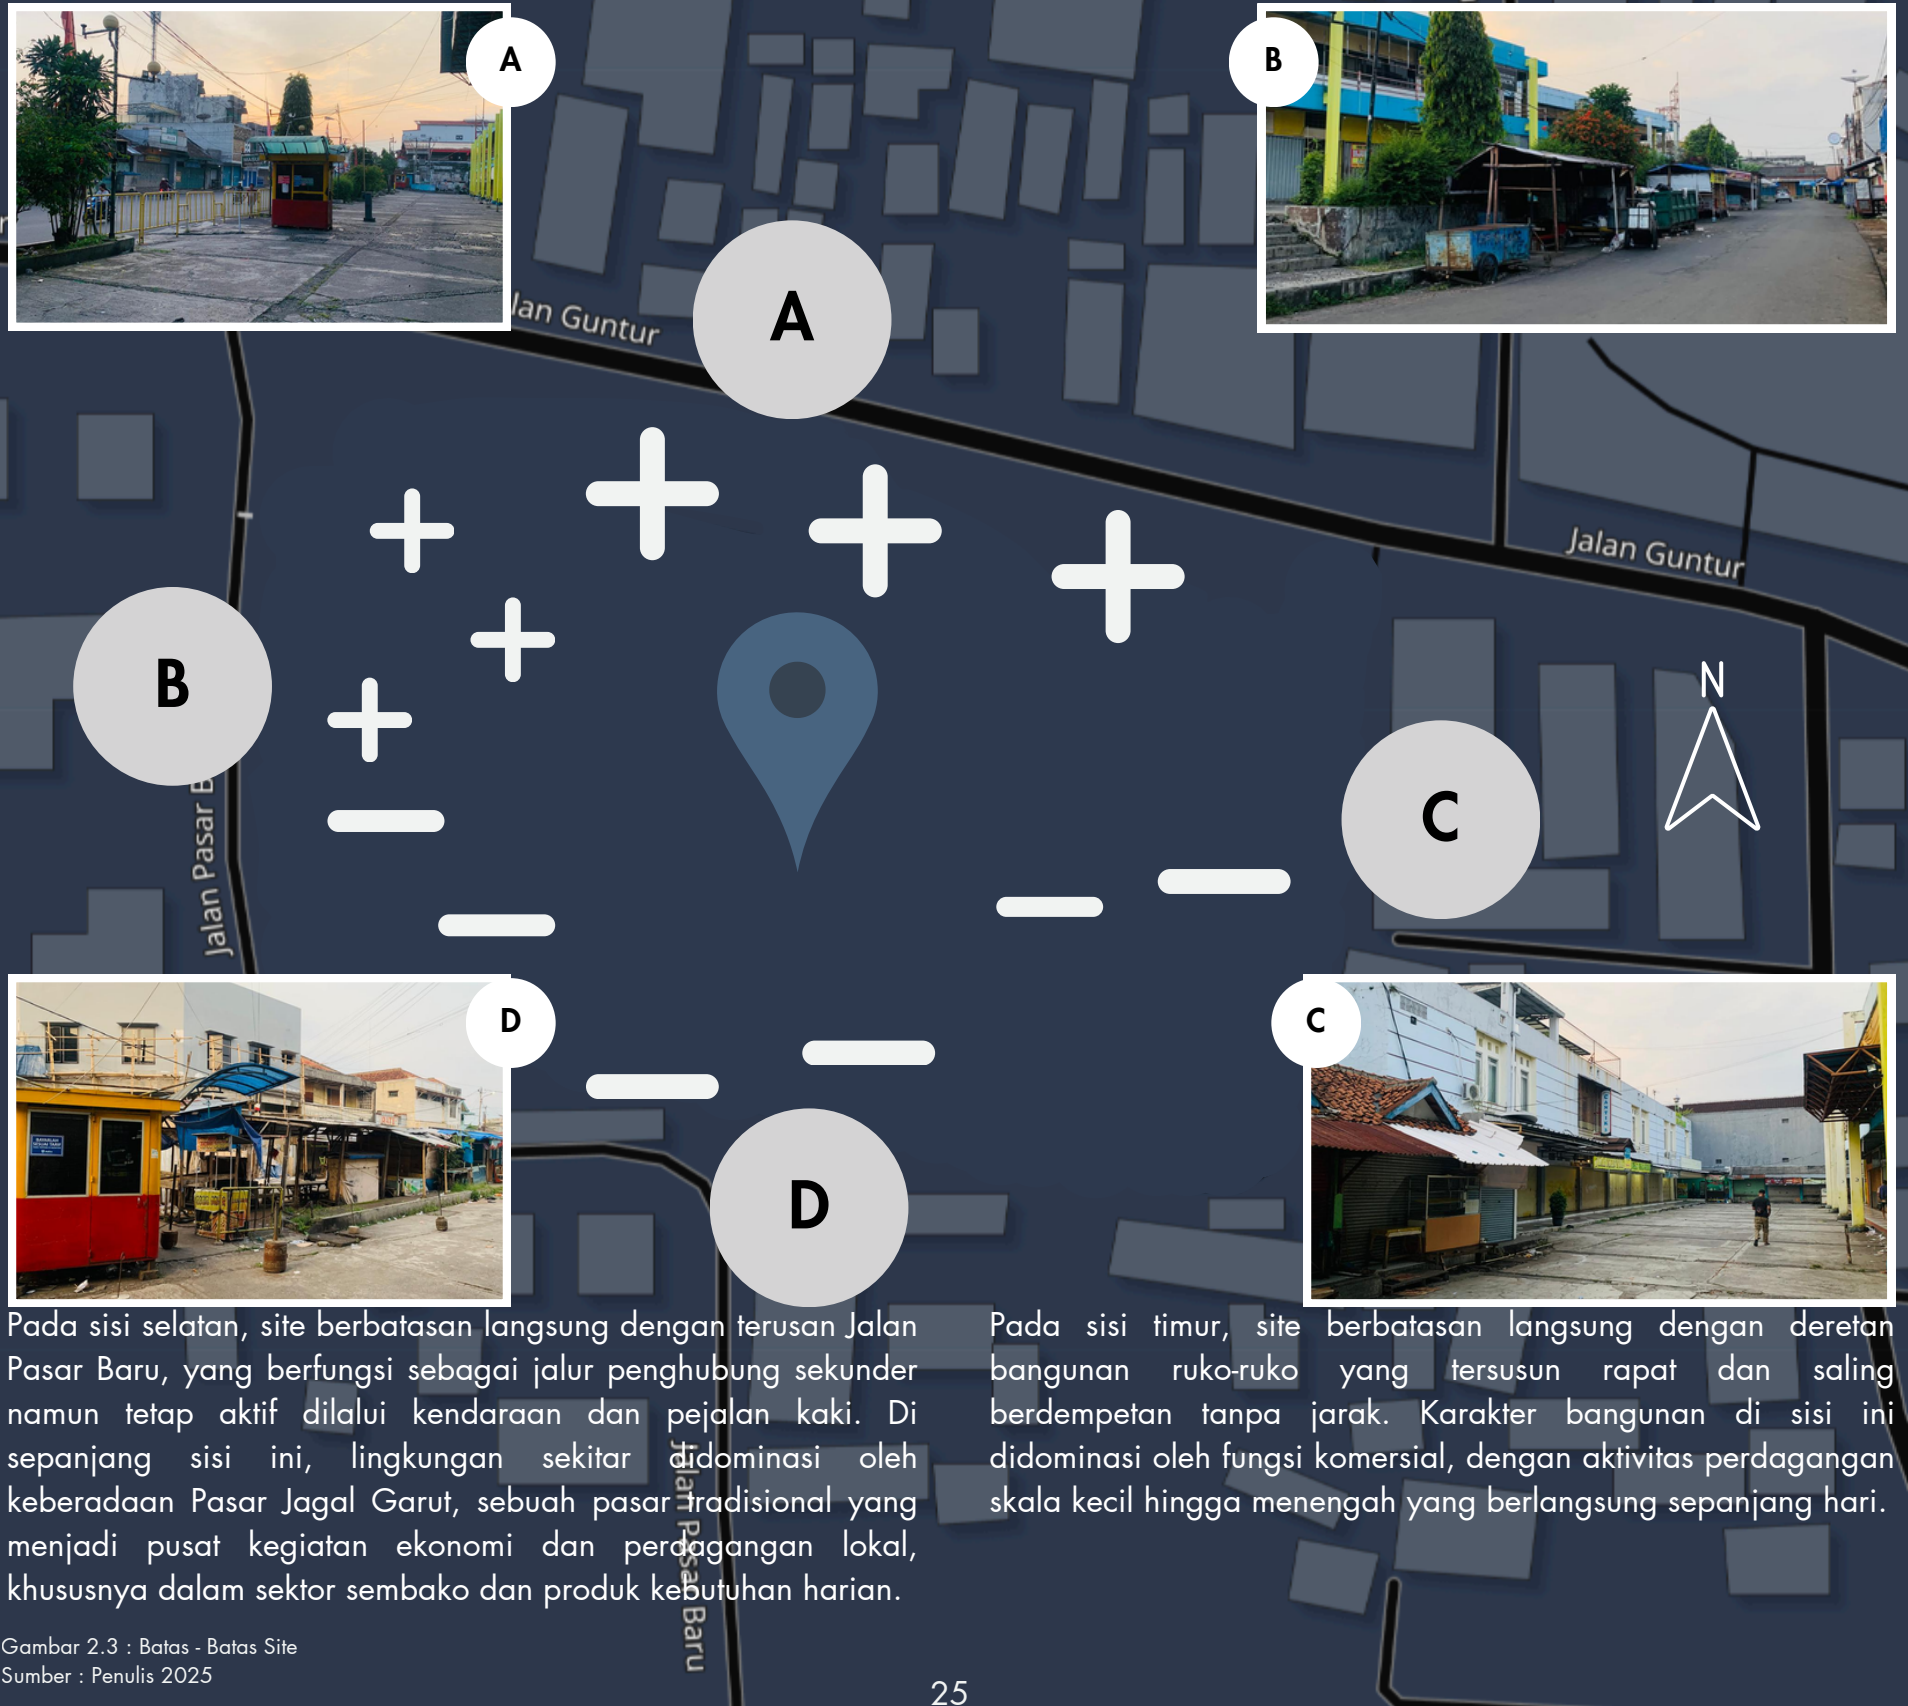 A
B
Jalan Guntur
A
Jalan Guntur
B
N
C
Jalan Pasar B
D
C
D
Pada sisi selatan, site berbatasan langsung dengan terusan Jalan
Pasar Baru, yang berfungsi sebagai jalur penghubung sekunder
namun tetap aktif dilalui kendaraan dan pejalan kaki. Di
sepanjang sisi ini, lingkungan sekitar didominasi oleh
keberadaan Pasar Jagal Garut, sebuah pasar tradisional yang
menjadi pusat kegiatan ekonomi dan perdagangan lokal,
khususnya dalam sektor sembako dan produk kebutuhan harian.
Pada sisi timur, site berbatasan langsung dengan deretan
bangunan ruko-ruko yang tersusun rapat dan saling
berdempetan tanpa jarak. Karakter bangunan di sisi ini
didominasi oleh fungsi komersial, dengan aktivitas perdagangan
skala kecil hingga menengah yang berlangsung sepanjang hari.
Jalan Pasar Baru
Gambar 2.3 : Batas - Batas Site
Sumber : Penulis 2025
25